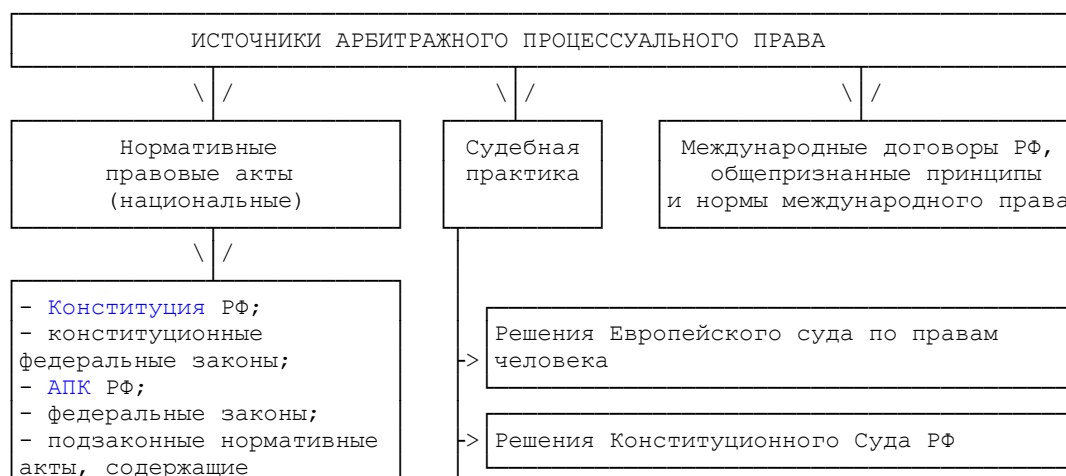 ИСТОЧНИКИ АРБИТРАЖНОГО ПРОЦЕССУАЛЬНОГО ПРАВА
Нормативные
правовые акты
(национальные)
Судебная
практика
Международные договоры РФ,
общепризнанные принципы
и нормы международного права
- Конституция РФ;
- конституционные
федеральные законы;
- АПК РФ;
- федеральные законы;
- подзаконные нормативные
акты, содержащие
Решения Европейского суда по правам
человека
Решения Конституционного Суда РФ